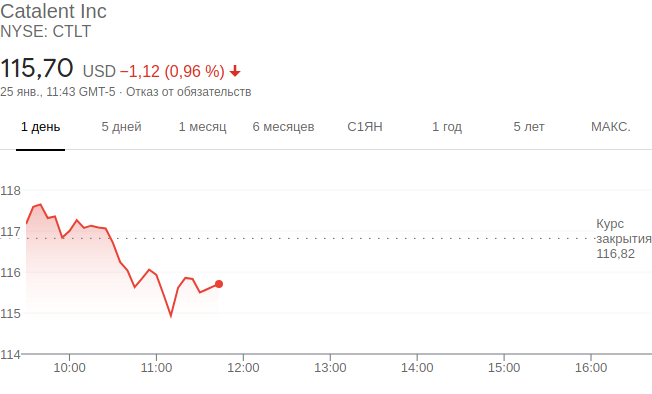 Catalent Inc
NYSE: CTLT
115,70 USD −1,12 (0,96 %)
25 янв., 11:43 GMT-5 · Отказ от обязательств
1 день 5 дней 1 месяц 6 месяцев С1ЯН 1 год 5 лет МАКС.
118
117
116
115
114
Курс
закрытия
116,82
10:00 11:00 12:00 13:00 14:00 15:00 16:00